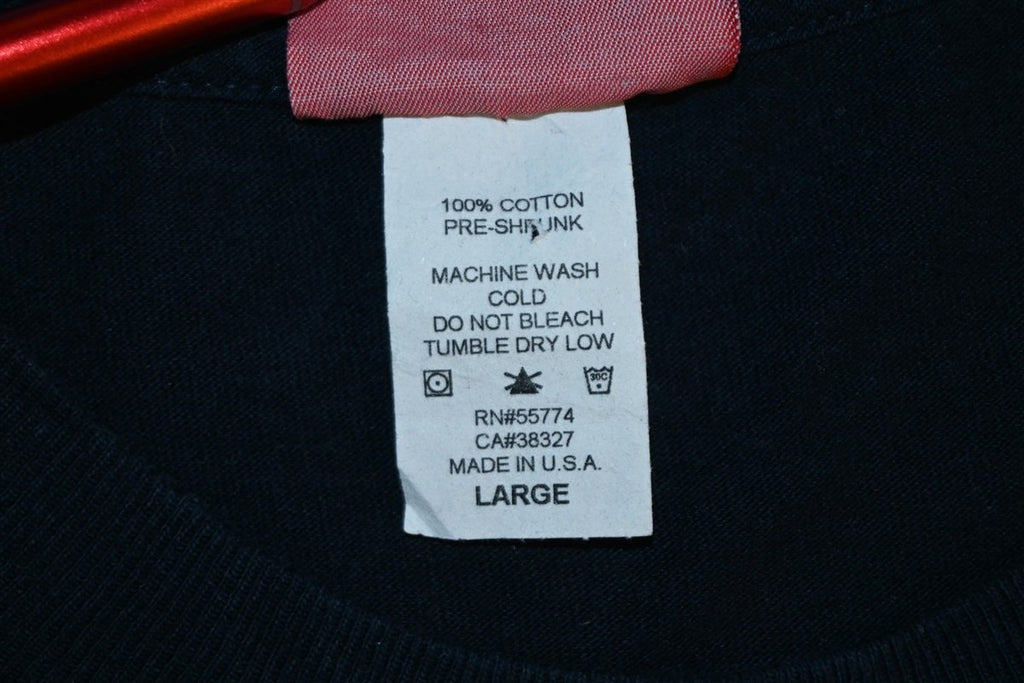 100% COTTON
PRE-SHRUNK
MACHINE WASH
COLD
DO NOT BLEACH
TUMBLE DRY LOW
30C
RN#55774
CA#38327
MADE IN U.S.A.
LARGE